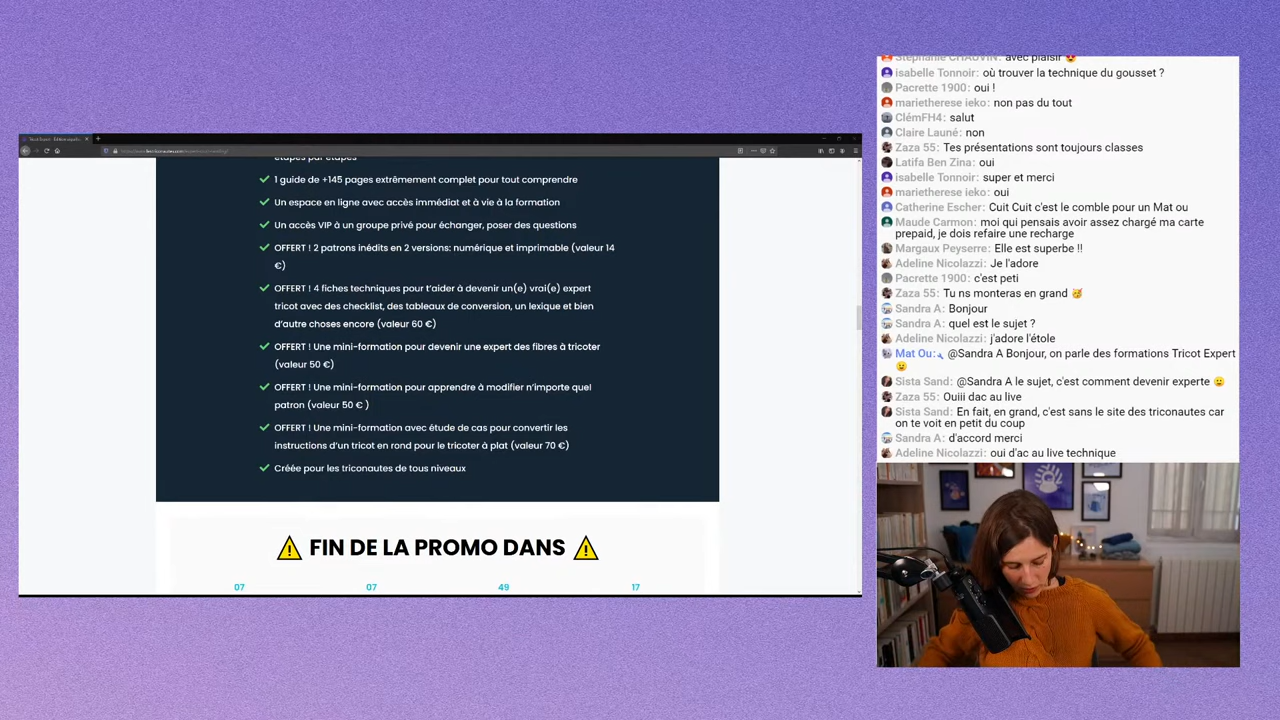 étapes par étapes
1 guide de +145 pages extrêmement complet pour tout comprendre
Un espace en ligne avec accès immédiat et à vie à la formation
Un accès VIP à un groupe privé pour échanger, poser des questions
OFFERT ! 2 patrons inédits en 2 versions: numérique et imprimable (valeur 14
€)
OFFERT ! 4 fiches techniques pour t'aider à devenir un(e) vrai(e) expert
tricot avec des checklist, des tableaux de conversion, un lexique et bien
d'autre choses encore (valeur 60 €)
OFFERT ! Une mini-formation pour devenir une expert des fibres à tricoter
(valeur 50 €)
OFFERT ! Une mini-formation pour apprendre à modifier n'importe quel
patron (valeur 50 € )
OFFERT ! Une mini-formation avec étude de cas pour convertir les
instructions d'un tricot en rond pour le tricoter à plat (valeur 70 €)
Créée pour les triconautes de tous niveaux
FIN DE LA PROMO DANS
07 07 49 17
Stéphanie CHAUVIN: avec plaisir
isabelle Tonnoir: où trouver la technique du gousset ?
Pacrette 1900: oui !
mariethérese ieko: non pas du tout
ClémFH4: salut
Claire Launé: non
Zaza 55: Tes présentations sont toujours classes
Latifa Ben Zina: oui
isabelle Tonnoir: super et merci
marietherese ieko: oui
Catherine Escher: Cuit Cuit c'est le comble pour un Mat ou
Maude Carmon: moi qui pensais avoir assez chargé ma carte
prepaid, je dois refaire une recharge
Margaux Peyserre: Elle est superbe !!
Adeline Nicolazzi: Je l'adore
Pacrette 1900: c'est peti
Zaza 55: Tu ns monteras en grand
Sandra A: Bonjour
Sandra A: quel est le sujet ?
Adeline Nicolazzi: j'adore l'étole
Mat Ou: @Sandra A Bonjour, on parle des formations Tricot Expert
Sista Sand: @Sandra A le sujet, c'est comment devenir experte
Zaza 55: Ouiii dac au live
Sista Sand: En fait, en grand, c'est sans le site des triconautes car
on te voit en petit du coup
Sandra A: d'accord merci
Adeline Nicolazzi: oui d'ac au live technique